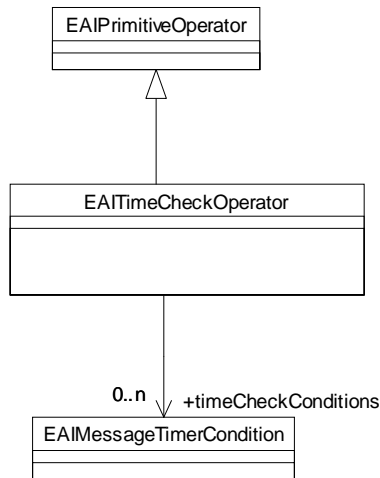 EAIPrimitiveOperator
EAITimeCheckOperator
0..n
+timeCheckConditions
EAIMessageTimerCondition